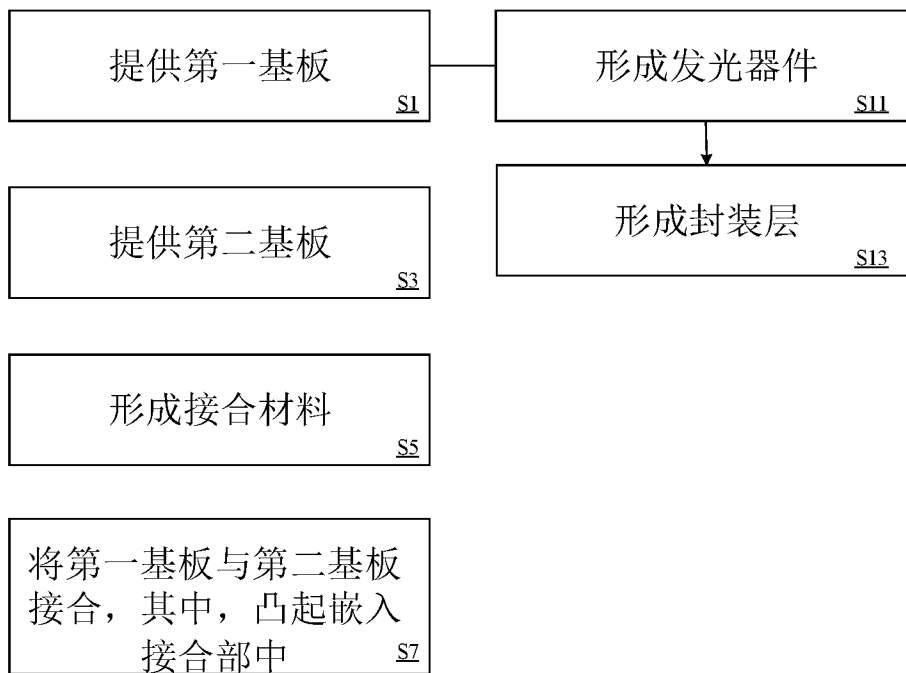 提供第一基板
S1
形成发光器件
S11
形成封装层
S13
提供第二基板
S3
形成接合材料
S5
将第一基板与第二基板
接合，其中，凸起嵌入
接合部中
S7